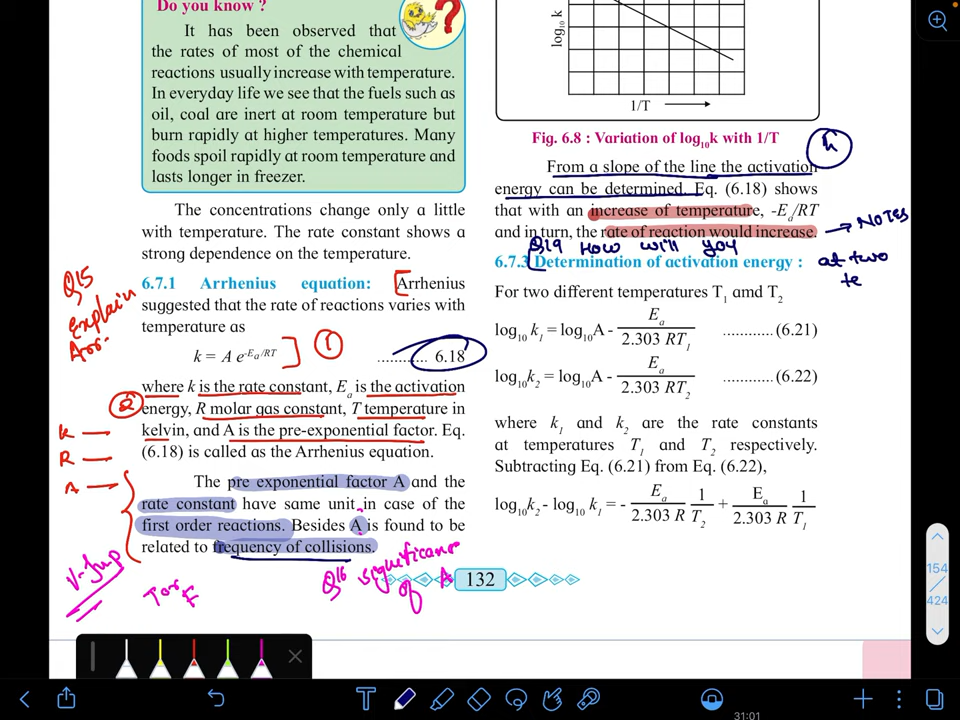 Do you know ?
It has been observed that
the rates of most of the chemical
reactions usually increase with temperature.
In everyday life we see that the fuels such as
oil, coal are inert at room temperature but
burn rapidly at higher temperatures. Many
foods spoil rapidly at room temperature and
lasts longer in freezer.
The concentrations change only a little
with temperature. The rate constant shows a
strong dependence on the temperature.
Q15
Explain
Arr.
6.7.1 Arrhenius equation: Arrhenius
suggested that the rate of reactions varies with
temperature as
k = A e^{-E_a/RT} ............ 6.18
1
where k is the rate constant, E_a is the activation
2
energy, R molar gas constant, T temperature in
kelvin, and A is the pre-exponential factor. Eq.
(6.18) is called as the Arrhenius equation.
K —
R —
A —
The pre exponential factor A and the
rate constant have same unit in case of the
first order reactions. Besides A is found to be
related to frequency of collisions.
V-Imp
T or F
Q16 significance
of A
132
log₁₀ k
1/T
Fig. 6.8 : Variation of log₁₀k with 1/T
h
From a slope of the line the activation
energy can be determined. Eq. (6.18) shows
that with an increase of temperature, -E_a/RT
and in turn, the rate of reaction would increase.
→ NOTES
Q19 How will you
at two
te
6.7.3 Determination of activation energy :
For two different temperatures T₁ amd T₂
log₁₀ k₁ = log₁₀A - E_a / 2.303 RT₁ ............(6.21)
log₁₀ k₂ = log₁₀A - E_a / 2.303 RT₂ ............(6.22)
where k₁ and k₂ are the rate constants
at temperatures T₁ and T₂ respectively.
Subtracting Eq. (6.21) from Eq. (6.22),
log₁₀k₂ - log₁₀ k₁ = - E_a / 2.303 R 1/T₂ + E_a / 2.303 R 1/T₁
154
/
424
31:01